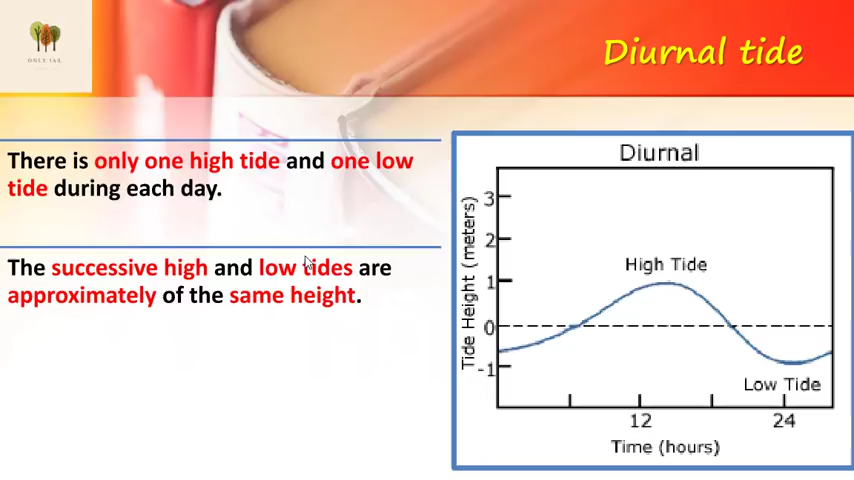 ONLY IAS
Diurnal tide
There is only one high tide and one low
tide during each day.
The successive high and low tides are
approximately of the same height.
Diurnal
Tide Height (meters)
3
2
1
0
-1
High Tide
Low Tide
12
24
Time (hours)